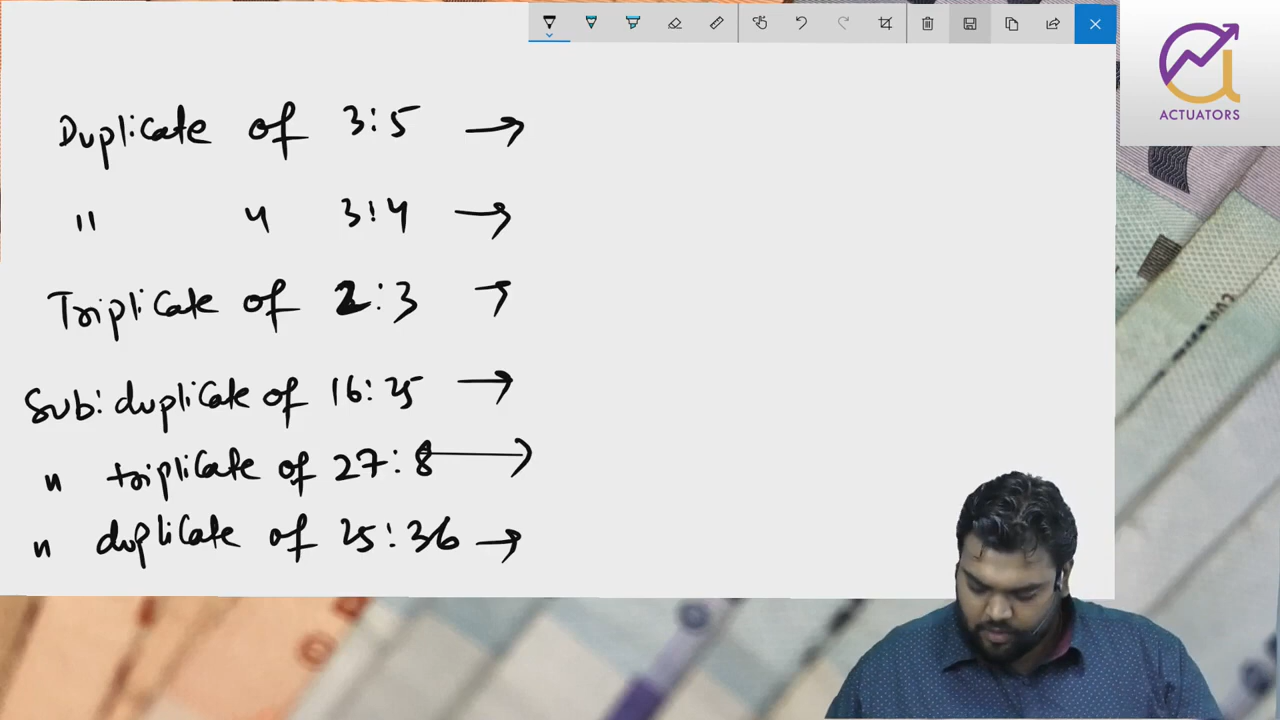 ACTUATORS
Duplicate of 3:5 →
" " 3:4 →
Triplicate of 2:3 →
Sub: duplicate of 16:25 →
" triplicate of 27:8 →
" duplicate of 25:36 →